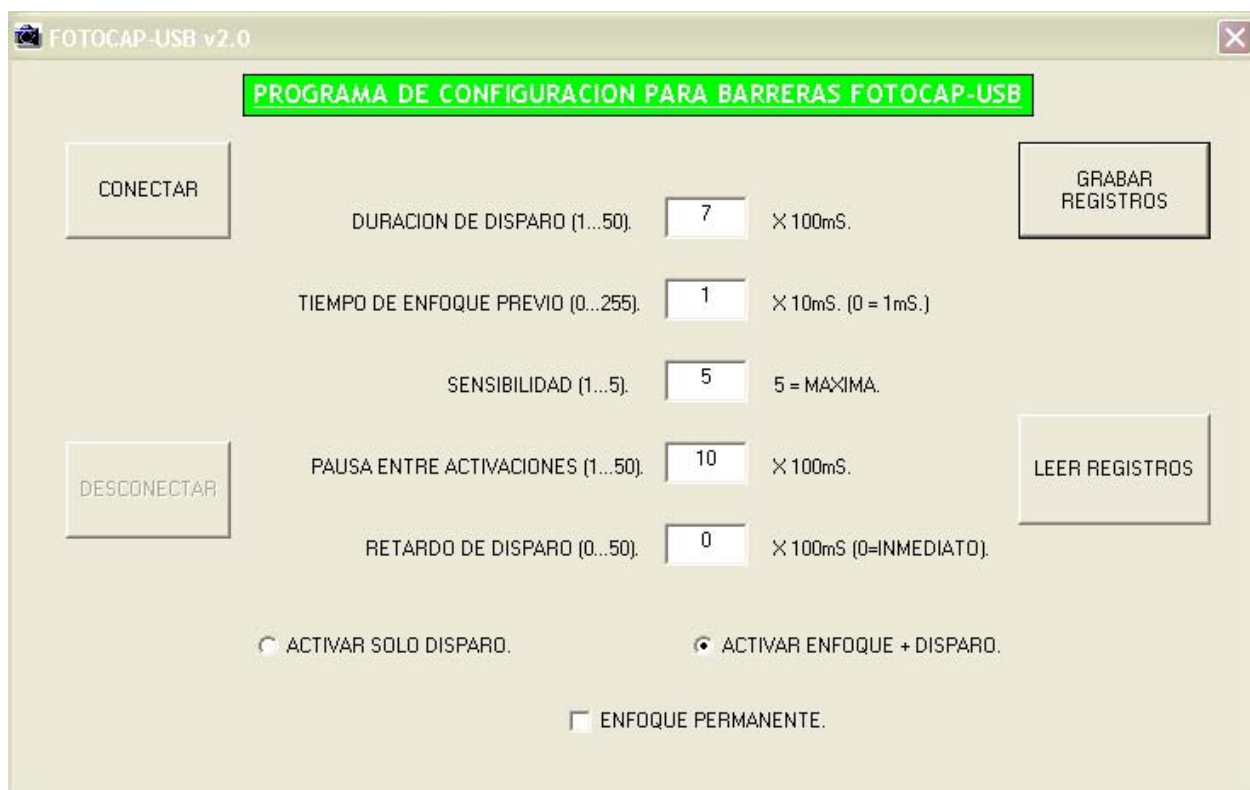 FOTOCAP-USB v2.0
PROGRAMA DE CONFIGURACION PARA BARRERAS FOTOCAP-USB
CONECTAR
GRABAR
REGISTROS
DURACION DE DISPARO (1...50). 7 X 100mS.
TIEMPO DE ENFOQUE PREVIO (0...255). 1 X 10mS. (0 = 1mS.)
SENSIBILIDAD (1...5). 5 5 = MAXIMA.
PAUSA ENTRE ACTIVACIONES (1...50). 10 X 100mS.
DESCONECTAR
LEER REGISTROS
RETARDO DE DISPARO (0...50). 0 X 100mS (0=INMEDIATO).
ACTIVAR SOLO DISPARO. ACTIVAR ENFOQUE + DISPARO.
ENFOQUE PERMANENTE.